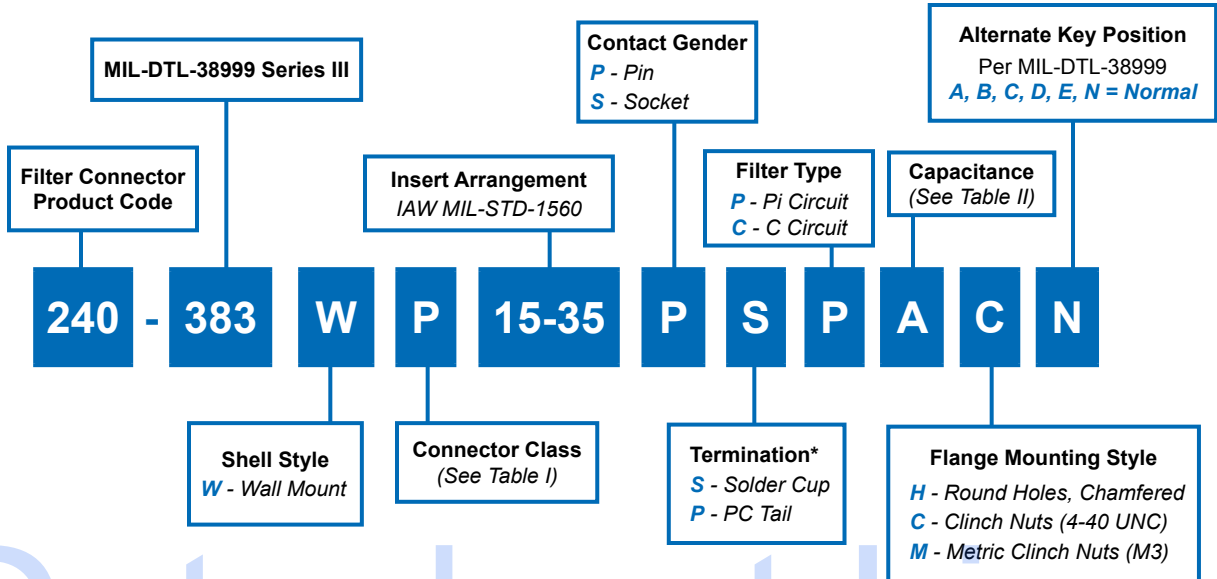 MIL-DTL-38999 Series III
Contact Gender
P - Pin
S - Socket
Alternate Key Position
Per MIL-DTL-38999
A, B, C, D, E, N = Normal
Filter Connector
Product Code
Insert Arrangement
IAW MIL-STD-1560
Filter Type
P - Pi Circuit
C - C Circuit
Capacitance
(See Table II)
240 - 383 W P 15-35 P S P A C N
Shell Style
W - Wall Mount
Connector Class
(See Table I)
Termination*
S - Solder Cup
P - PC Tail
Flange Mounting Style
H - Round Holes, Chamfered
C - Clinch Nuts (4-40 UNC)
M - Metric Clinch Nuts (M3)